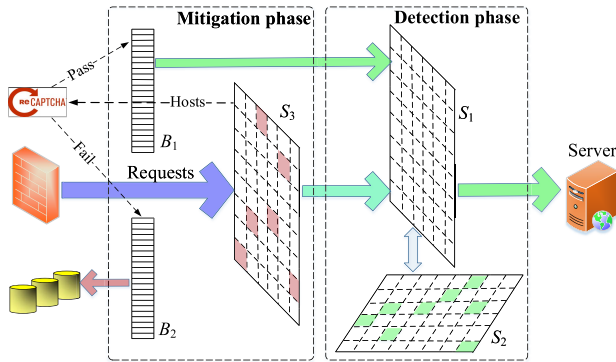 Mitigation phase
Detection phase
Pass
reCAPTCHA
Hosts
S3
S1
B1
Fail
Requests
Server
B2
S2